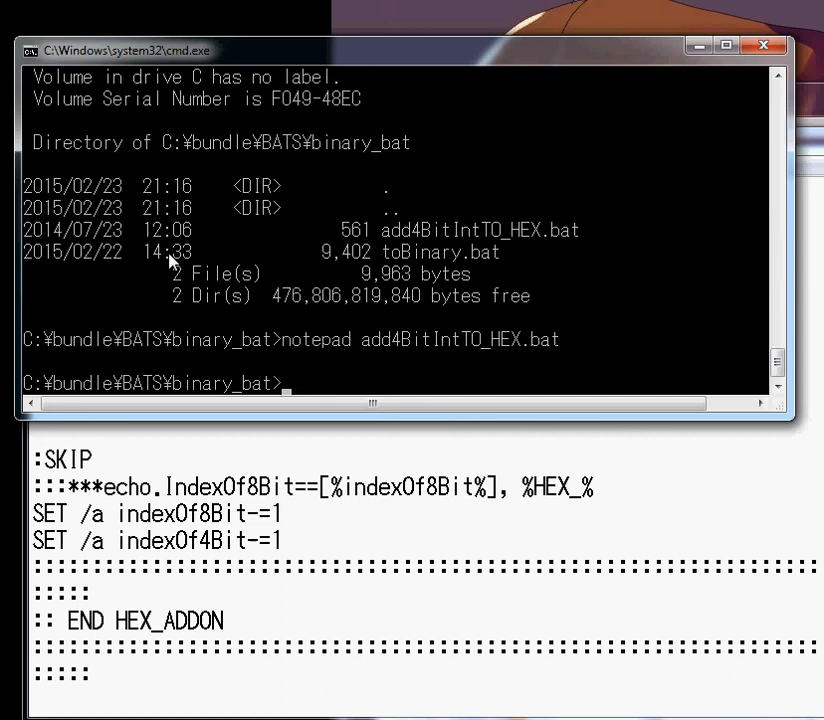 C:\Windows\system32\cmd.exe
Volume in drive C has no label.
Volume Serial Number is F049-48EC
Directory of C:¥bundle¥BATS¥binary_bat
2015/02/23 21:16 <DIR> .
2015/02/23 21:16 <DIR> ..
2014/07/23 12:06 561 add4BitIntTO_HEX.bat
2015/02/22 14:33 9,402 toBinary.bat
2 File(s) 9,963 bytes
2 Dir(s) 476,806,819,840 bytes free
C:¥bundle¥BATS¥binary_bat>notepad add4BitIntTO_HEX.bat
C:¥bundle¥BATS¥binary_bat>_
:SKIP
:::***echo.IndexOf8Bit==[%indexOf8Bit%], %HEX_%
SET /a indexOf8Bit-=1
SET /a indexOf4Bit-=1
:::::::::::::::::::::::::::::::::::::::::::::::::::::::::::::::::
:::::
:: END HEX_ADDON
:::::::::::::::::::::::::::::::::::::::::::::::::::::::::::::::::
:::::